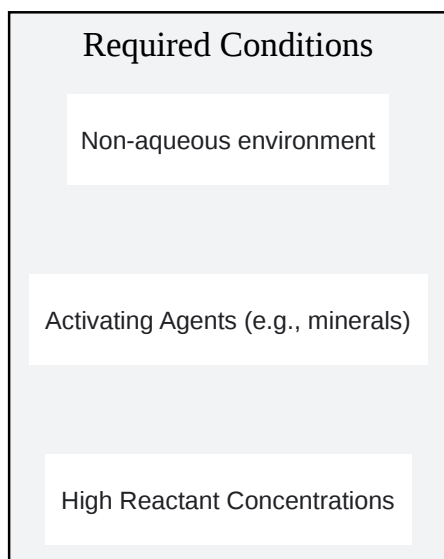 Required Conditions
Non-aqueous environment
Activating Agents (e.g., minerals)
High Reactant Concentrations